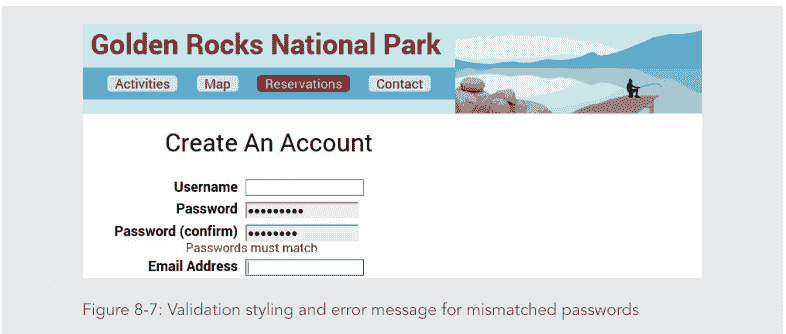 Golden Rocks National Park
Activities Map Reservations Contact
Create An Account
Username
Password •••••••••
Password (confirm) ••••••••
Passwords must match
Email Address
Figure 8-7: Validation styling and error message for mismatched passwords